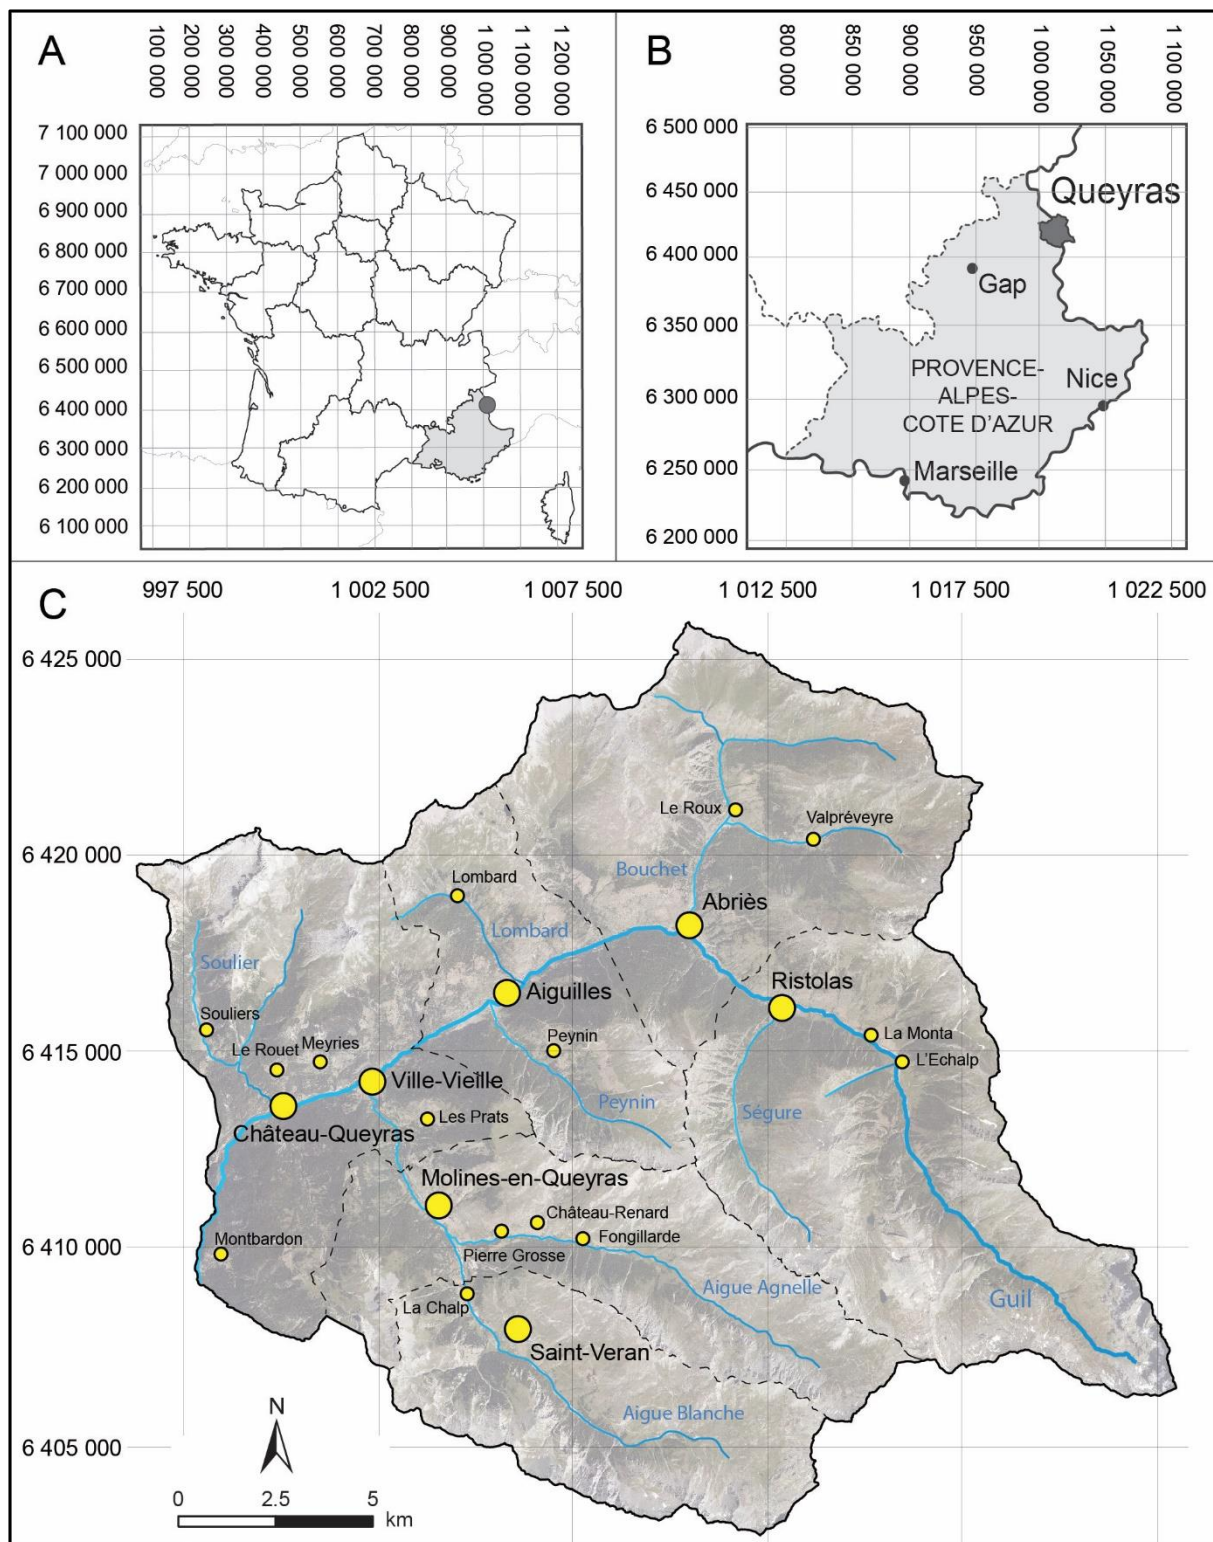 A
100 000
200 000
300 000
400 000
500 000
600 000
700 000
800 000
900 000
1 000 000
1 100 000
1 200 000
7 100 000
7 000 000
6 900 000
6 800 000
6 700 000
6 600 000
6 500 000
6 400 000
6 300 000
6 200 000
6 100 000
B
800 000
850 000
900 000
950 000
1 000 000
1 050 000
1 100 000
6 500 000
6 450 000
6 400 000
6 350 000
6 300 000
6 250 000
6 200 000
Queyras
Gap
PROVENCE-
ALPES-
COTE D'AZUR
Nice
Marseille
C
997 500
1 002 500
1 007 500
1 012 500
1 017 500
1 022 500
6 425 000
6 420 000
6 415 000
6 410 000
6 405 000
Le Roux
Valpréveyre
Bouchet
Lombard
Abriès
Lombard
Soulier
Ristolas
Aiguilles
Souliers
La Monta
Peynin
Le Rouet
Meyries
L'Echalp
Ville-Vieille
Peynin
Ségure
Les Prats
Château-Queyras
Molines-en-Queyras
Château-Renard
Montbardon
Fongillarde
Pierre Grosse
Aigue Agnelle
Guil
La Chalp
Saint-Veran
Aigue Blanche
N
0
2.5
5
km